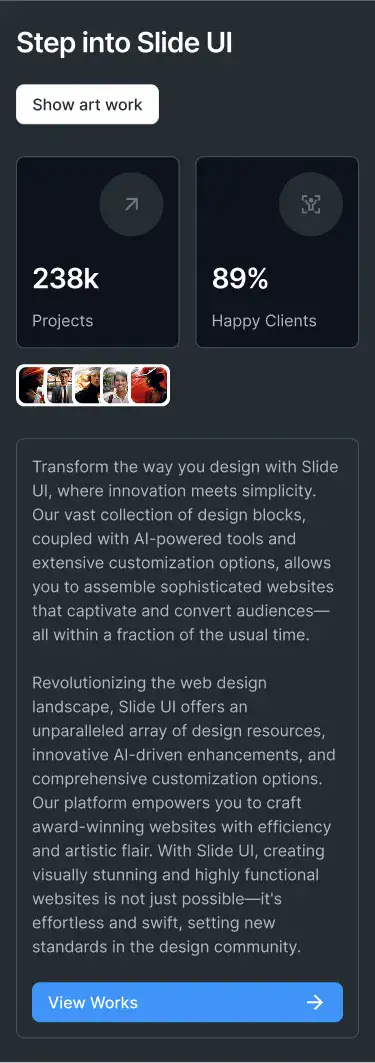 Step into Slide UI
Show art work
238k
Projects
89%
Happy Clients
Transform the way you design with Slide
UI, where innovation meets simplicity.
Our vast collection of design blocks,
coupled with AI-powered tools and
extensive customization options, allows
you to assemble sophisticated websites
that captivate and convert audiences—
all within a fraction of the usual time.
Revolutionizing the web design
landscape, Slide UI offers an
unparalleled array of design resources,
innovative AI-driven enhancements, and
comprehensive customization options.
Our platform empowers you to craft
award-winning websites with efficiency
and artistic flair. With Slide UI, creating
visually stunning and highly functional
websites is not just possible—it's
effortless and swift, setting new
standards in the design community.
View Works